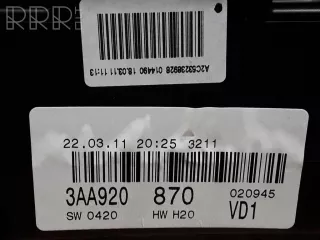 RRR
A2C53238928 014490 18.03.11 11:13
22.03.11 20:25 3211
3AA920 870 020945
SW 0420 HW H20 VD1